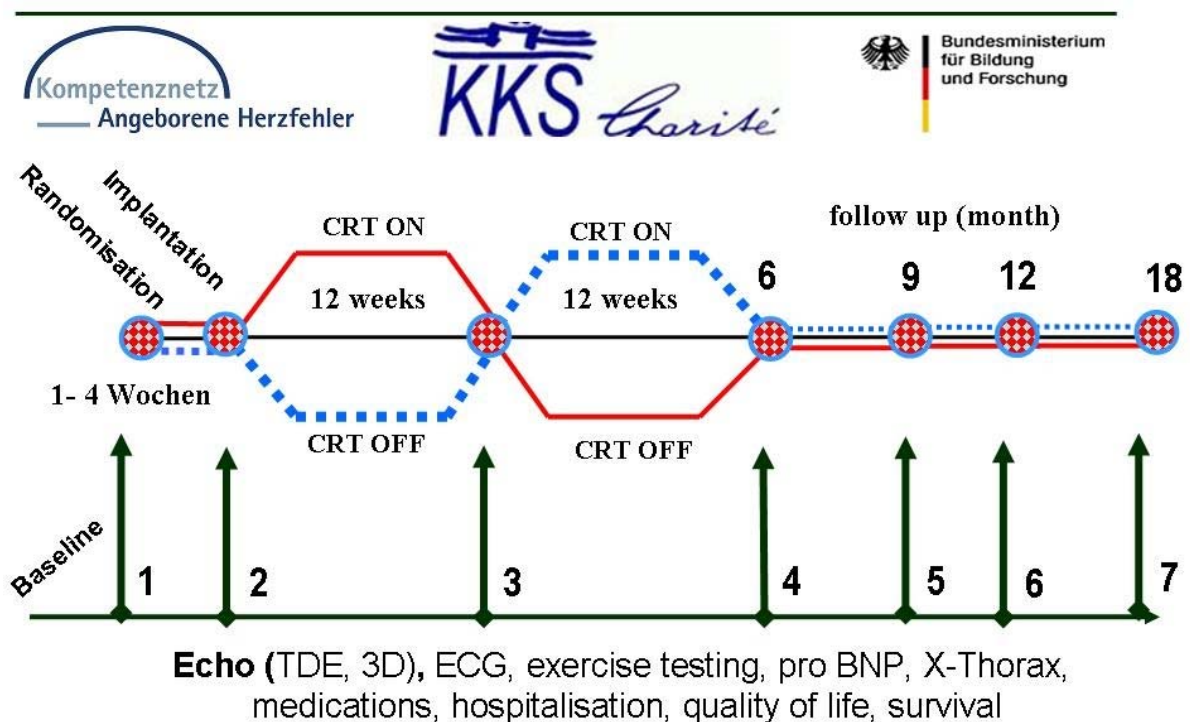 Kompetenznetz
Angeborene Herzfehler
KKS Charité
Bundesministerium
für Bildung
und Forschung
Randomisation
Implantation
CRT ON
CRT ON
follow up (month)
12 weeks
12 weeks
6
9
12
18
1- 4 Wochen
CRT OFF
CRT OFF
Baseline
1
2
3
4
5
6
7
Echo (TDE, 3D), ECG, exercise testing, pro BNP, X-Thorax,
medications, hospitalisation, quality of life, survival